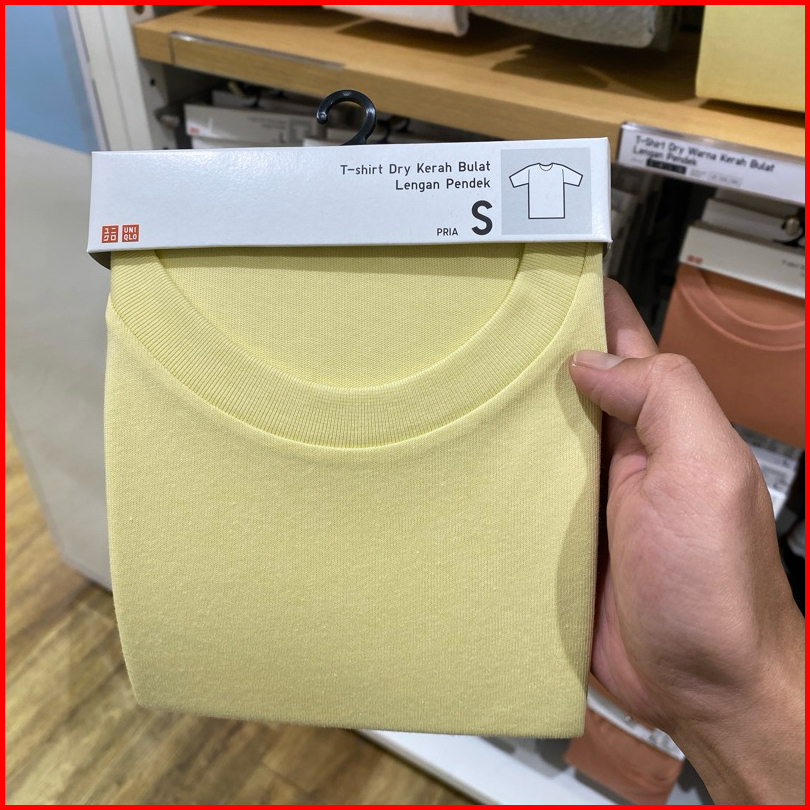 T-shirt Dry Kerah Bulat
Lengan Pendek
PRIA S
ユニ
クロ
UNI
QLO
T-Shirt Dry Warna Kerah Bulat
Lengan Pendek